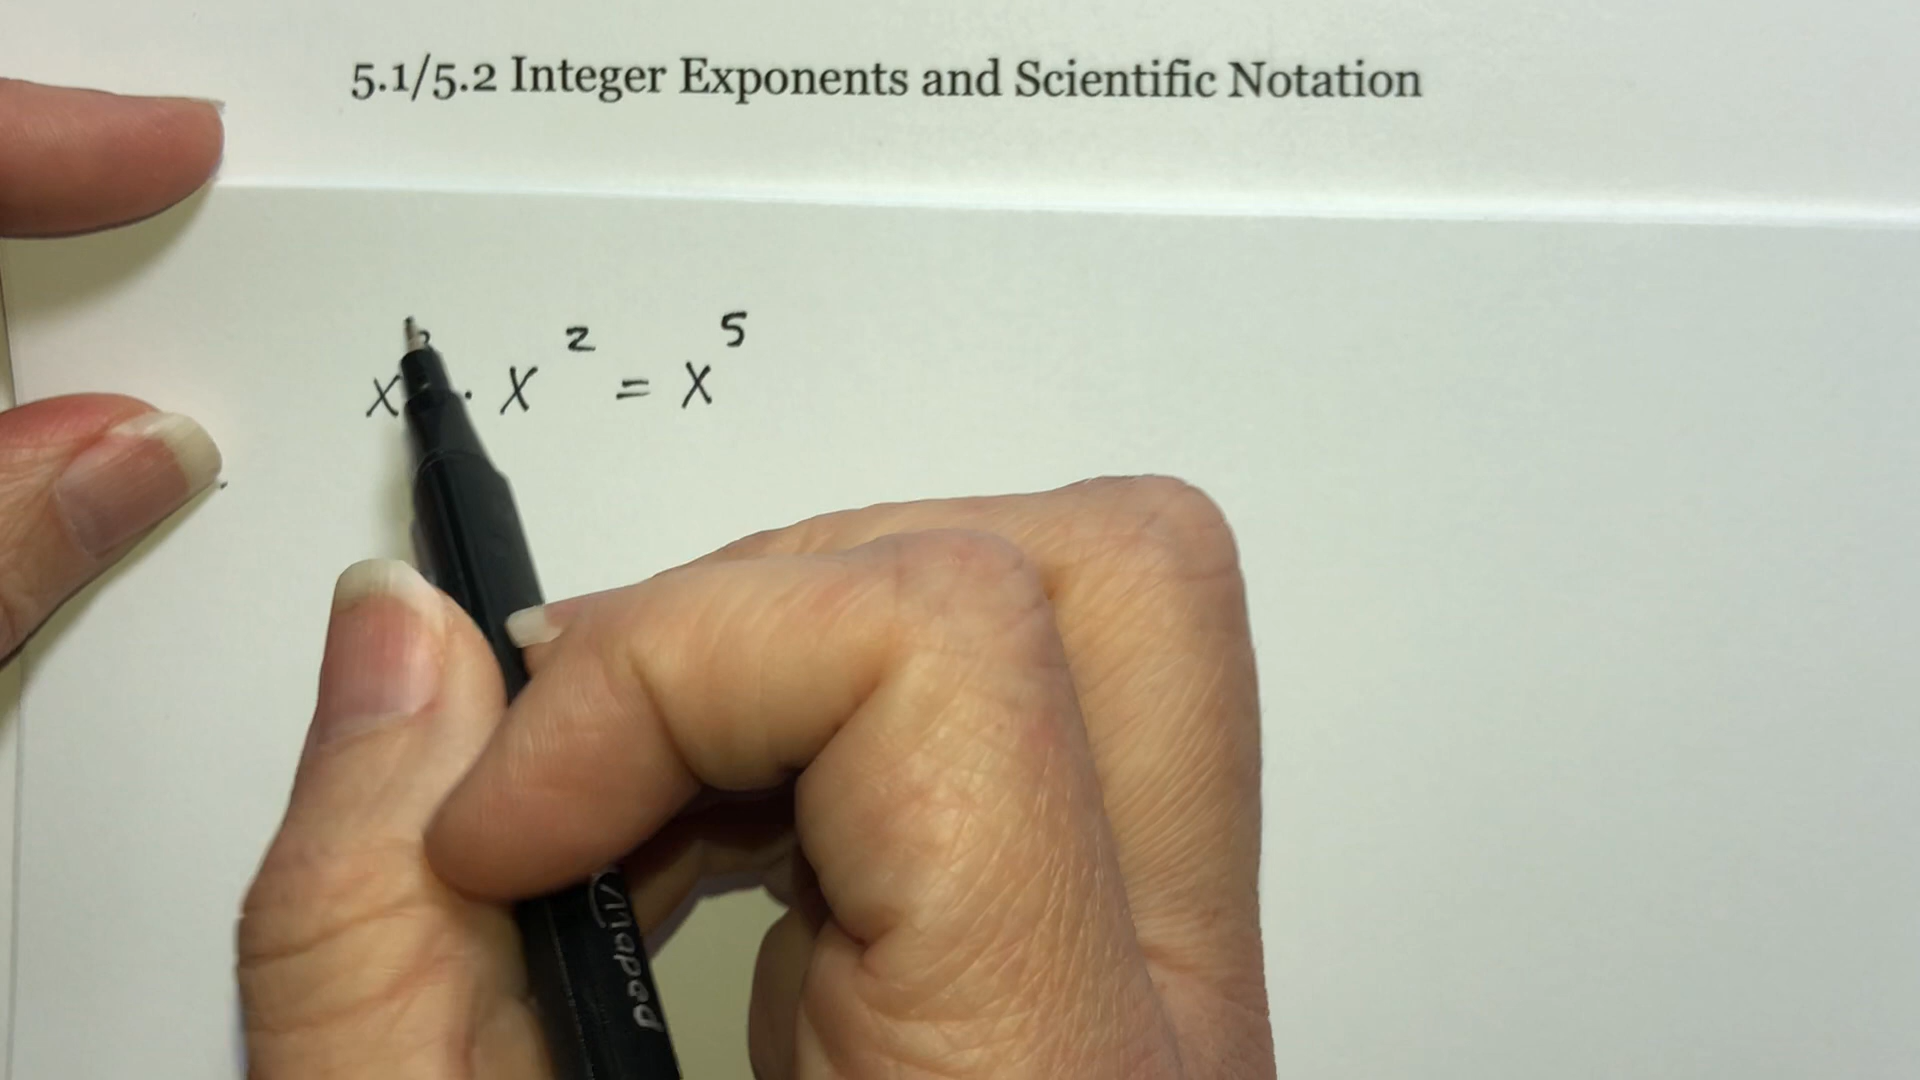 5.1/5.2 Integer Exponents and Scientific Notation
x · x² = x⁵